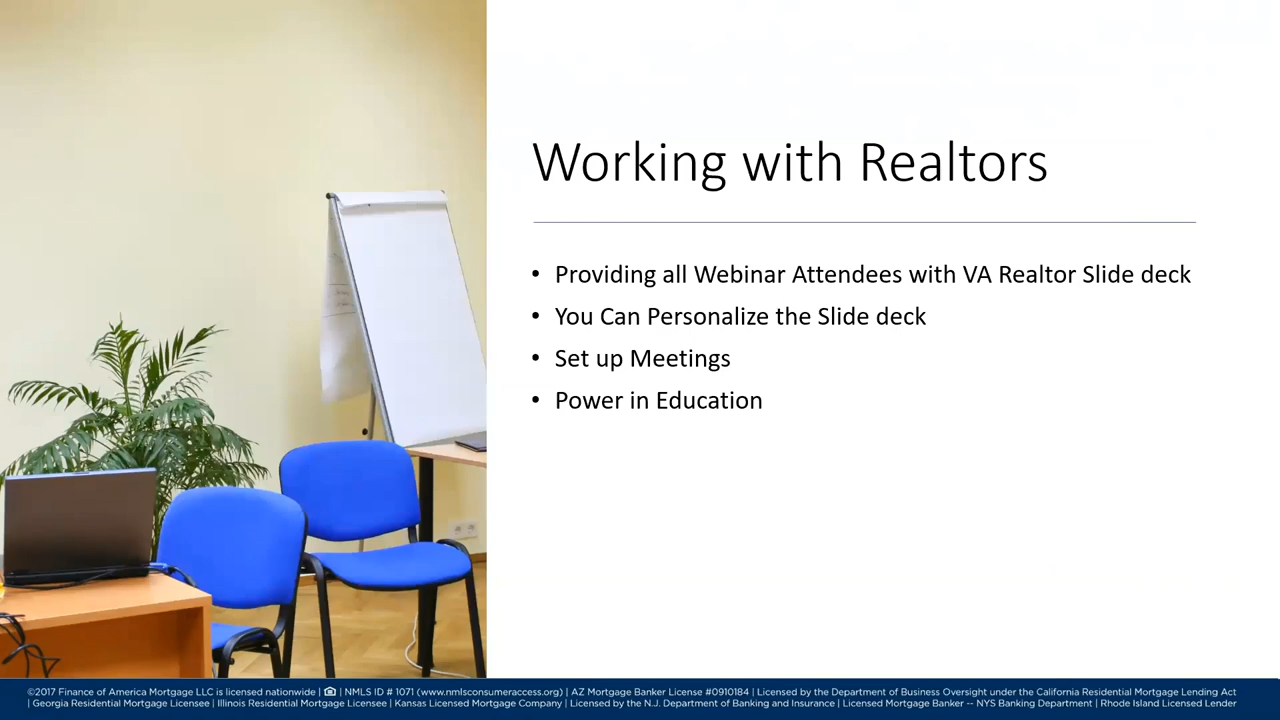 Working with Realtors
• Providing all Webinar Attendees with VA Realtor Slide deck
• You Can Personalize the Slide deck
• Set up Meetings
• Power in Education
©2017 Finance of America Mortgage LLC is licensed nationwide | | NMLS ID # 1071 (www.nmlsconsumeraccess.org) | AZ Mortgage Banker License #0910184 | Licensed by the Department of Business Oversight under the California Residential Mortgage Lending Act
| Georgia Residential Mortgage Licensee | Illinois Residential Mortgage Licensee | Kansas Licensed Mortgage Company | Licensed by the N.J. Department of Banking and Insurance | Licensed Mortgage Banker -- NYS Banking Department | Rhode Island Licensed Lender